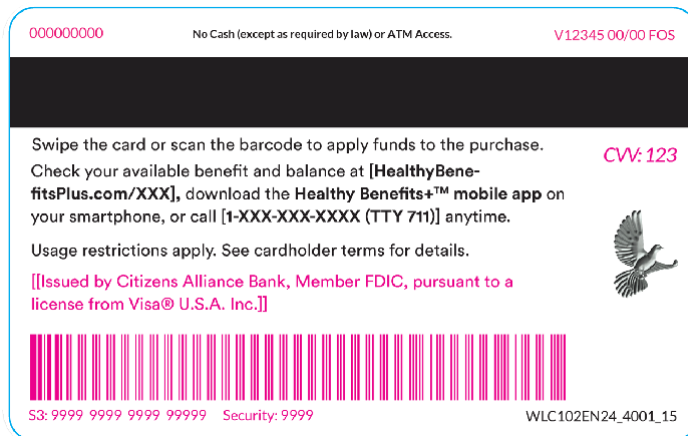 000000000 No Cash (except as required by law) or ATM Access. V12345 00/00 FOS
Swipe the card or scan the barcode to apply funds to the purchase.
CVV: 123
Check your available benefit and balance at [HealthyBene-
fitsPlus.com/XXX], download the Healthy Benefits+™ mobile app on
your smartphone, or call [1-XXX-XXX-XXXX (TTY 711)] anytime.
Usage restrictions apply. See cardholder terms for details.
[[Issued by Citizens Alliance Bank, Member FDIC, pursuant to a
license from Visa® U.S.A. Inc.]]
S3: 9999 9999 9999 99999 Security: 9999 WLC102EN24_4001_15